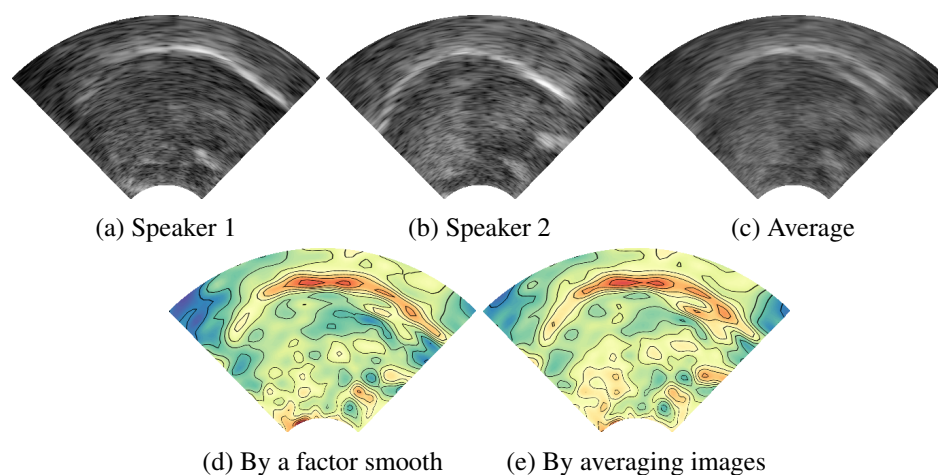 (a) Speaker 1
(b) Speaker 2
(c) Average
(d) By a factor smooth
(e) By averaging images